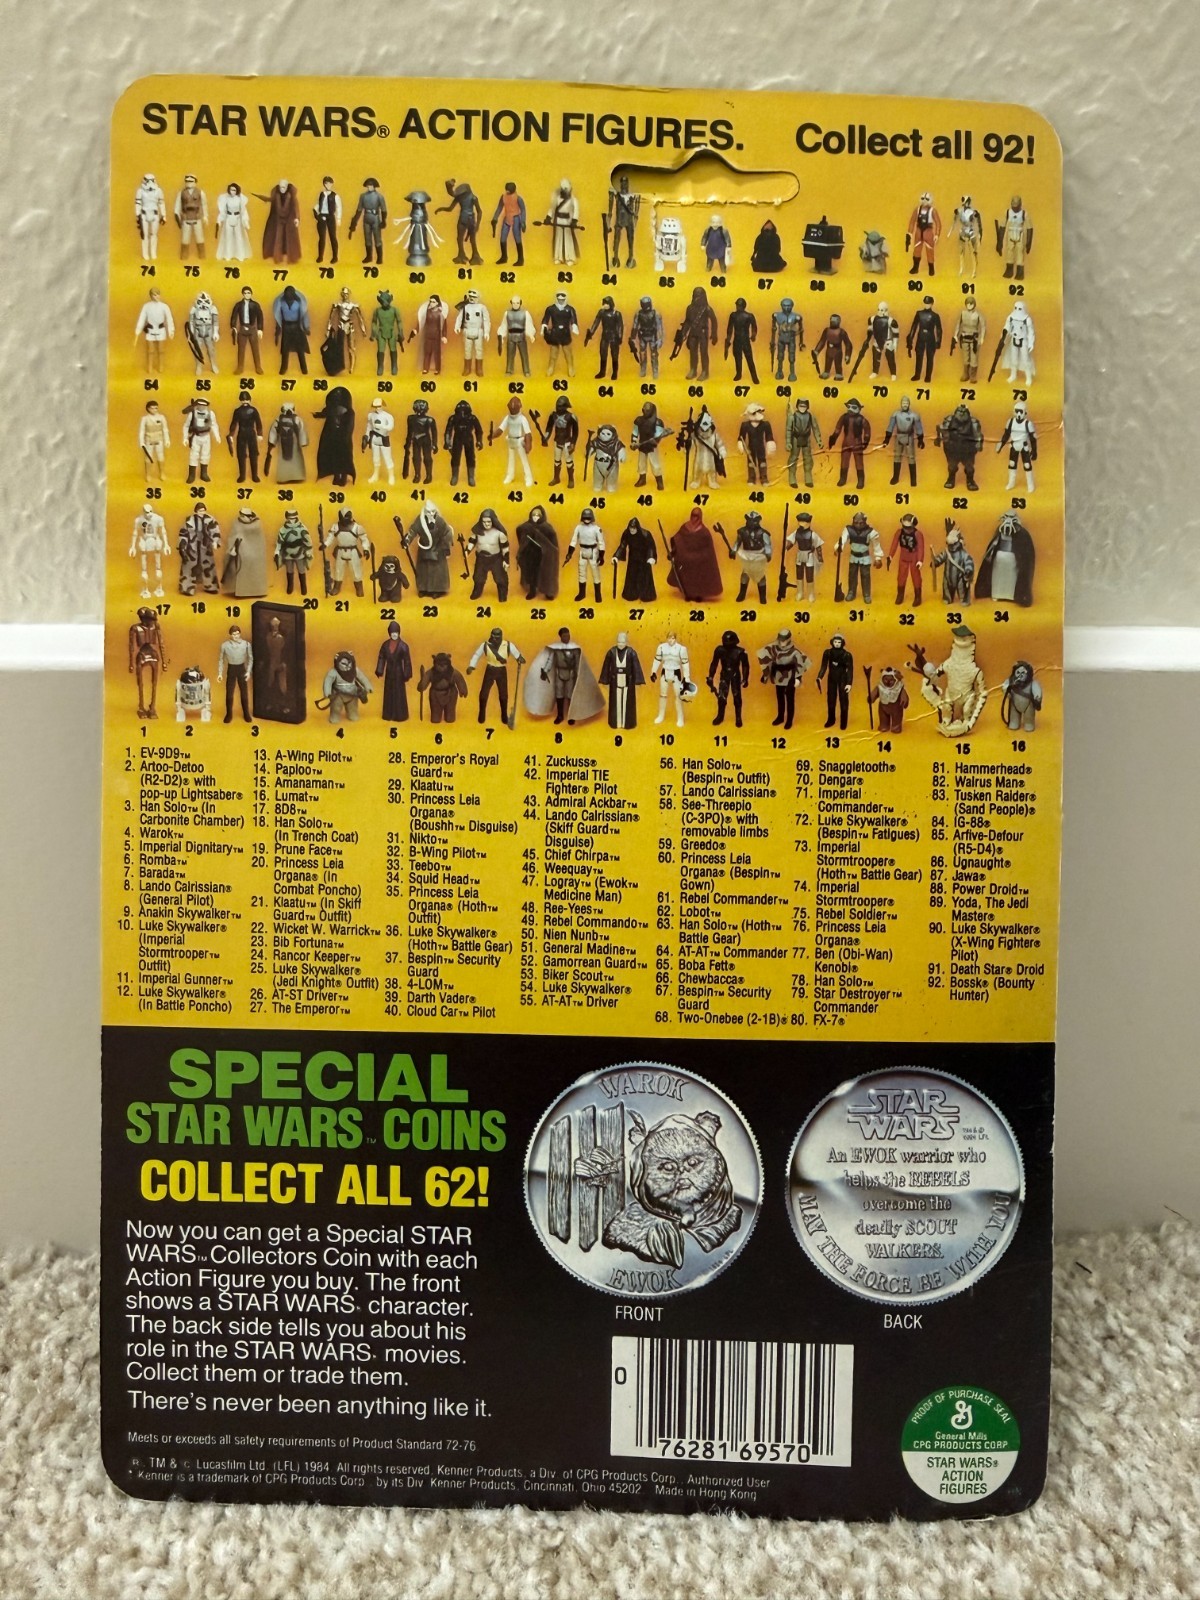 STAR WARS® ACTION FIGURES. Collect all 92!
74 75 76 77 78 79 80 81 82 83 84 85 86 87 88 89 90 91 92
54 55 56 57 58 59 60 61 62 63 64 65 66 67 68 69 70 71 72 73
35 36 37 38 39 40 41 42 43 44 45 46 47 48 49 50 51 52 53
17 18 19 20 21 22 23 24 25 26 27 28 29 30 31 32 33 34
1 2 3 4 5 6 7 8 9 10 11 12 13 14 15 16
1. EV-9D9™
2. Artoo-Detoo
(R2-D2)® with
pop-up Lightsaber®
3. Han Solo™ (In
Carbonite Chamber)
4. Warok™
5. Imperial Dignitary™
6. Romba™
7. Barada™
8. Lando Calrissian®
(General Pilot)
9. Anakin Skywalker™
10. Luke Skywalker®
(Imperial
Stormtrooper™
Outfit)
11. Imperial Gunner™
12. Luke Skywalker®
(In Battle Poncho)
13. A-Wing Pilot™
14. Paploo™
15. Amanaman™
16. Lumat™
17. 8D8™
18. Han Solo™
(In Trench Coat)
19. Prune Face™
20. Princess Leia
Organa® (In
Combat Poncho)
21. Klaatu™ (In Skiff
Guard™ Outfit)
22. Wicket W. Warrick™
23. Bib Fortuna™
24. Rancor Keeper™
25. Luke Skywalker®
(Jedi Knight® Outfit)
26. AT-ST Driver™
27. The Emperor™
28. Emperor's Royal
Guard™
29. Klaatu™
30. Princess Leia
Organa®
(Boushh™ Disguise)
31. Nikto™
32. B-Wing Pilot™
33. Teebo™
34. Squid Head™
35. Princess Leia
Organa® (Hoth™
Outfit)
36. Luke Skywalker®
(Hoth™ Battle Gear)
37. Bespin™ Security
Guard
38. 4-LOM™
39. Darth Vader®
40. Cloud Car™ Pilot
41. Zuckuss®
42. Imperial TIE
Fighter® Pilot
43. Admiral Ackbar™
44. Lando Calrissian®
(Skiff Guard™
Disguise)
45. Chief Chirpa™
46. Weequay™
47. Logray™ (Ewok™
Medicine Man)
48. Ree-Yees™
49. Rebel Commando™
50. Nien Nunb™
51. General Madine™
52. Gamorrean Guard™
53. Biker Scout™
54. Luke Skywalker®
55. AT-AT™ Driver
56. Han Solo™
(Bespin™ Outfit)
57. Lando Calrissian®
58. See-Threepio
(C-3PO)® with
removable limbs
59. Greedo®
60. Princess Leia
Organa® (Bespin™
Gown)
61. Rebel Commander™
62. Lobot™
63. Han Solo™ (Hoth™
Battle Gear)
64. AT-AT™ Commander
65. Boba Fett®
66. Chewbacca®
67. Bespin™ Security
Guard
68. Two-Onebee (2-1B)®
69. Snaggletooth®
70. Dengar®
71. Imperial
Commander™
72. Luke Skywalker®
(Bespin™ Fatigues)
73. Imperial
Stormtrooper®
(Hoth™ Battle Gear)
74. Imperial
Stormtrooper®
75. Rebel Soldier™
76. Princess Leia
Organa®
77. Ben (Obi-Wan)
Kenobi®
78. Han Solo™
79. Star Destroyer™
Commander
80. FX-7®
81. Hammerhead®
82. Walrus Man®
83. Tusken Raider®
(Sand People)®
84. IG-88®
85. Arfive-Defour
(R5-D4)®
86. Ugnaught®
87. Jawa®
88. Power Droid™
89. Yoda, The Jedi
Master®
90. Luke Skywalker®
(X-Wing Fighter®
Pilot)
91. Death Star® Droid
92. Bossk® (Bounty
Hunter)
SPECIAL
STAR WARS™ COINS
COLLECT ALL 62!
Now you can get a Special STAR
WARS™ Collectors Coin with each
Action Figure you buy. The front
shows a STAR WARS® character.
The back side tells you about his
role in the STAR WARS® movies.
Collect them or trade them.
There's never been anything like it.
Meets or exceeds all safety requirements of Product Standard 72-76
®, TM & © Lucasfilm Ltd. (LFL) 1984. All rights reserved. Kenner Products, a Div. of CPG Products Corp., Authorized User
* Kenner is a trademark of CPG Products Corp., by its Div. Kenner Products, Cincinnati, Ohio 45202 Made in Hong Kong
WAROK
EWOK
FRONT
STAR
WARS
An EWOK warrior who
helps the REBELS
overcome the
deadly SCOUT
WALKERS.
MAY THE FORCE BE WITH YOU
BACK
0 76281 69570
PROOF OF PURCHASE SEAL
G
General Mills
CPG PRODUCTS CORP
STAR WARS®
ACTION
FIGURES